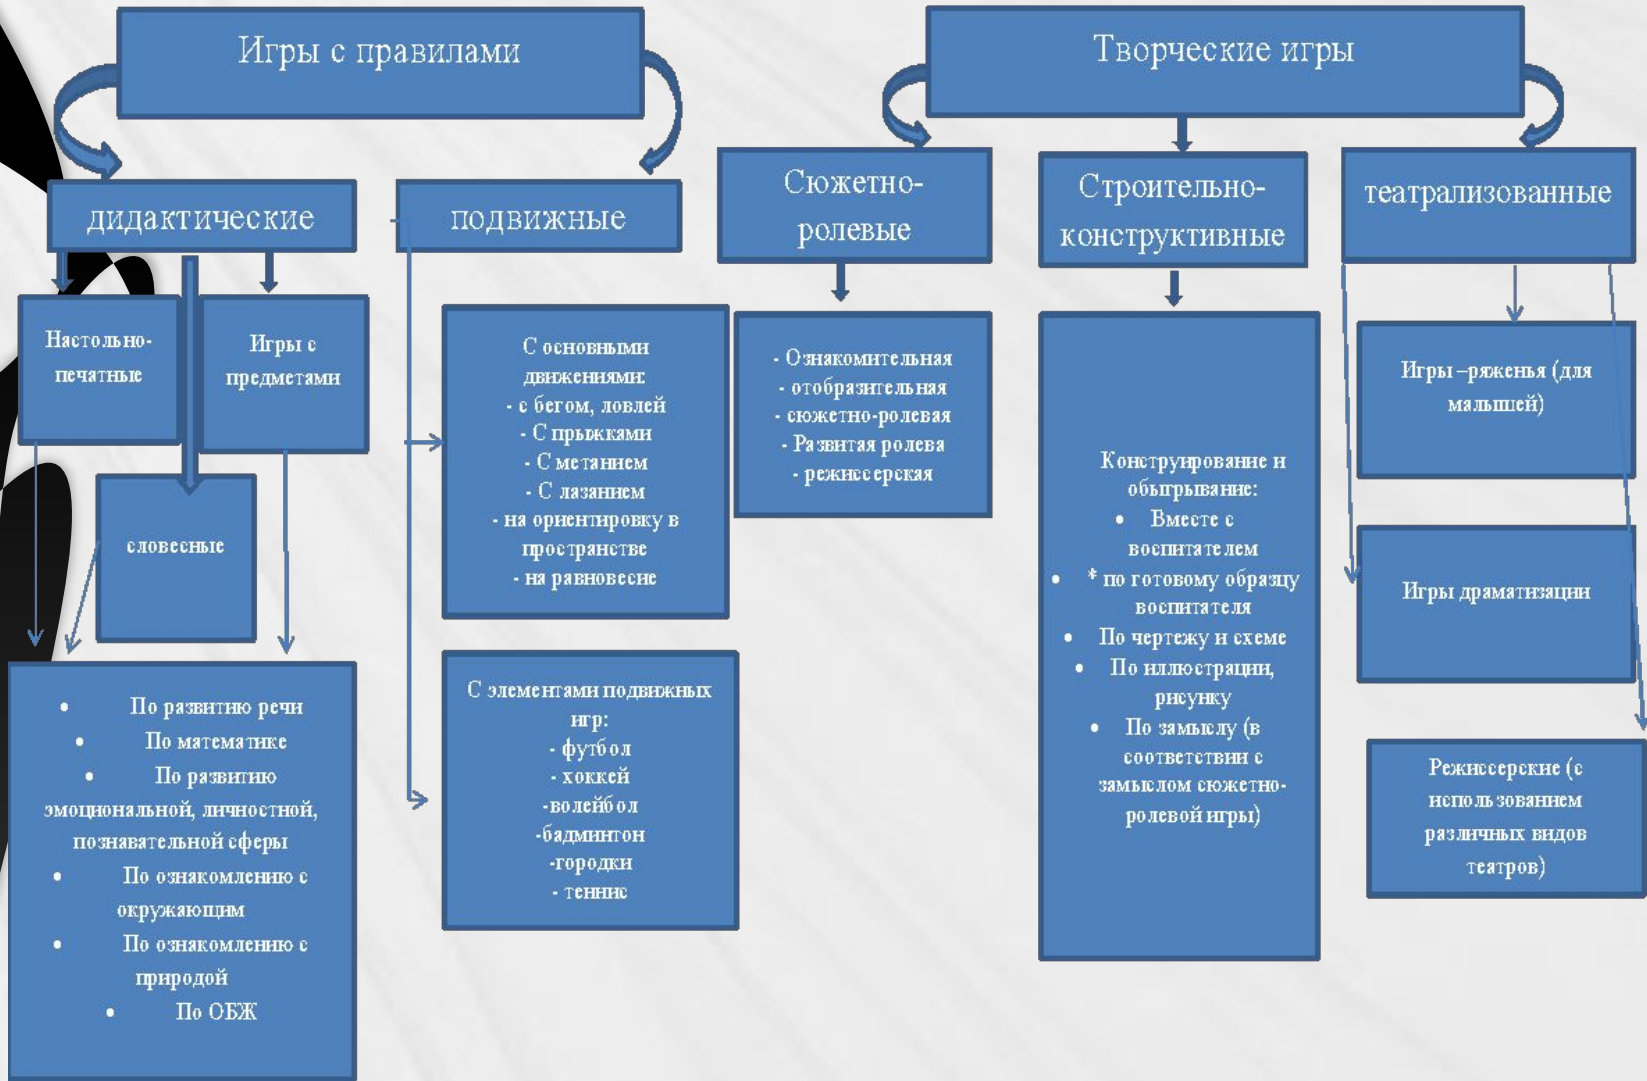 Игры с правилами
дидактические
подвижные
Настольно-
печатные
Игры с
предметами
словесные
• По развитию речи
• По математике
• По развитию
эмоциональной, личностной,
познавательной сферы
• По ознакомлению с
окружающим
• По ознакомлению с
природой
• По ОБЖ
С основными
движениями:
- с бегом, ловлей
- С прыжками
- С метанием
- С лазанием
- на ориентировку в
пространстве
- на равновесие
С элементами подвижных
игр:
- футбол
- хоккей
-волейбол
-бадминтон
-городки
- теннис
Творческие игры
Сюжетно-
ролевые
Строительно-
конструктивные
театрализованные
- Ознакомительная
- отобразительная
- сюжетно-ролевая
- Развитая ролева
- режиссерская
Конструирование и
обыгрывание:
• Вместе с
воспитателем
• * по готовому образцу
воспитателя
• По чертежу и схеме
• По иллюстрации,
рисунку
• По замыслу (в
соответствии с
замыслом сюжетно-
ролевой игры)
Игры –ряженья (для
малышей)
Игры драматизации
Режиссерские (с
использованием
различных видов
театров)